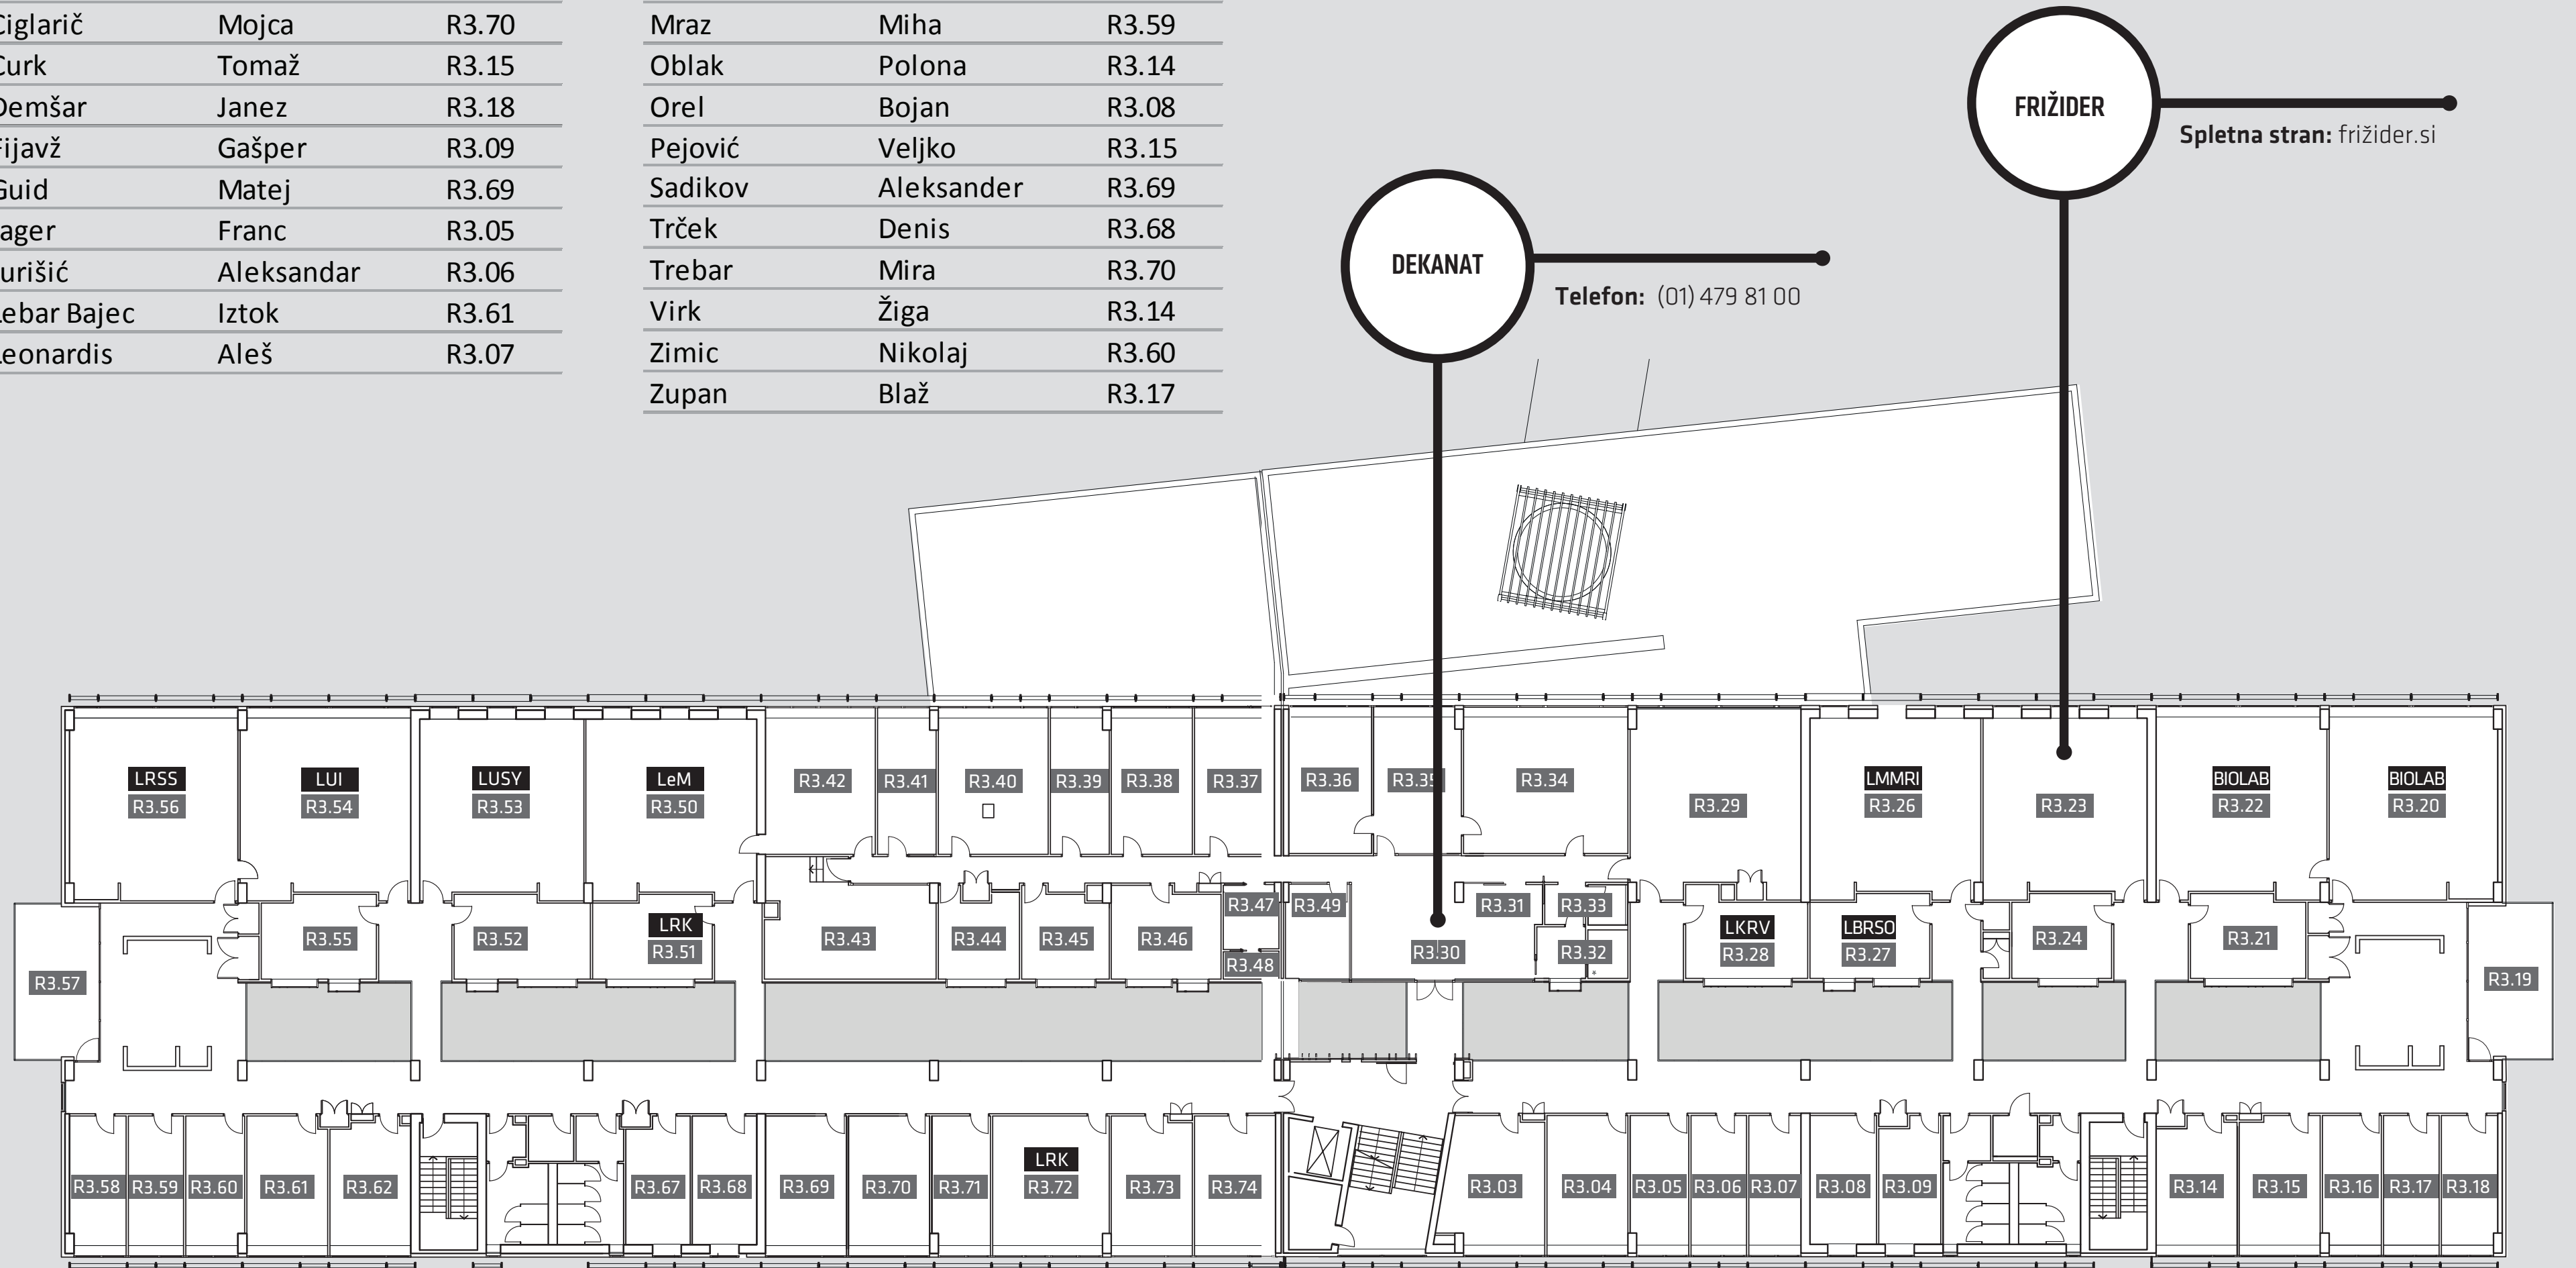 Ciglarič Mojca R3.70
Curk Tomaž R3.15
Demšar Janez R3.18
Fijavž Gašper R3.09
Guid Matej R3.69
Jager Franc R3.05
Jurišić Aleksandar R3.06
Lebar Bajec Iztok R3.61
Leonardis Aleš R3.07
Mraz Miha R3.59
Oblak Polona R3.14
Orel Bojan R3.08
Pejović Veljko R3.15
Sadikov Aleksander R3.69
Trček Denis R3.68
Trebar Mira R3.70
Virk Žiga R3.14
Zimic Nikolaj R3.60
Zupan Blaž R3.17
DEKANAT
Telefon: (01) 479 81 00
FRIŽIDER
Spletna stran: frižider.si
LRSS
R3.56
LUI
R3.54
LUSY
R3.53
LeM
R3.50
R3.42
R3.41
R3.40
R3.39
R3.38
R3.37
R3.36
R3.35
R3.34
R3.29
LMMRI
R3.26
R3.23
BIOLAB
R3.22
BIOLAB
R3.20
R3.57
R3.55
R3.52
LRK
R3.51
R3.43
R3.44
R3.45
R3.46
R3.47
R3.48
R3.49
R3.30
R3.31
R3.33
R3.32
LKRV
R3.28
LBRSO
R3.27
R3.24
R3.21
R3.19
R3.58
R3.59
R3.60
R3.61
R3.62
R3.67
R3.68
R3.69
R3.70
R3.71
LRK
R3.72
R3.73
R3.74
R3.03
R3.04
R3.05
R3.06
R3.07
R3.08
R3.09
R3.14
R3.15
R3.16
R3.17
R3.18